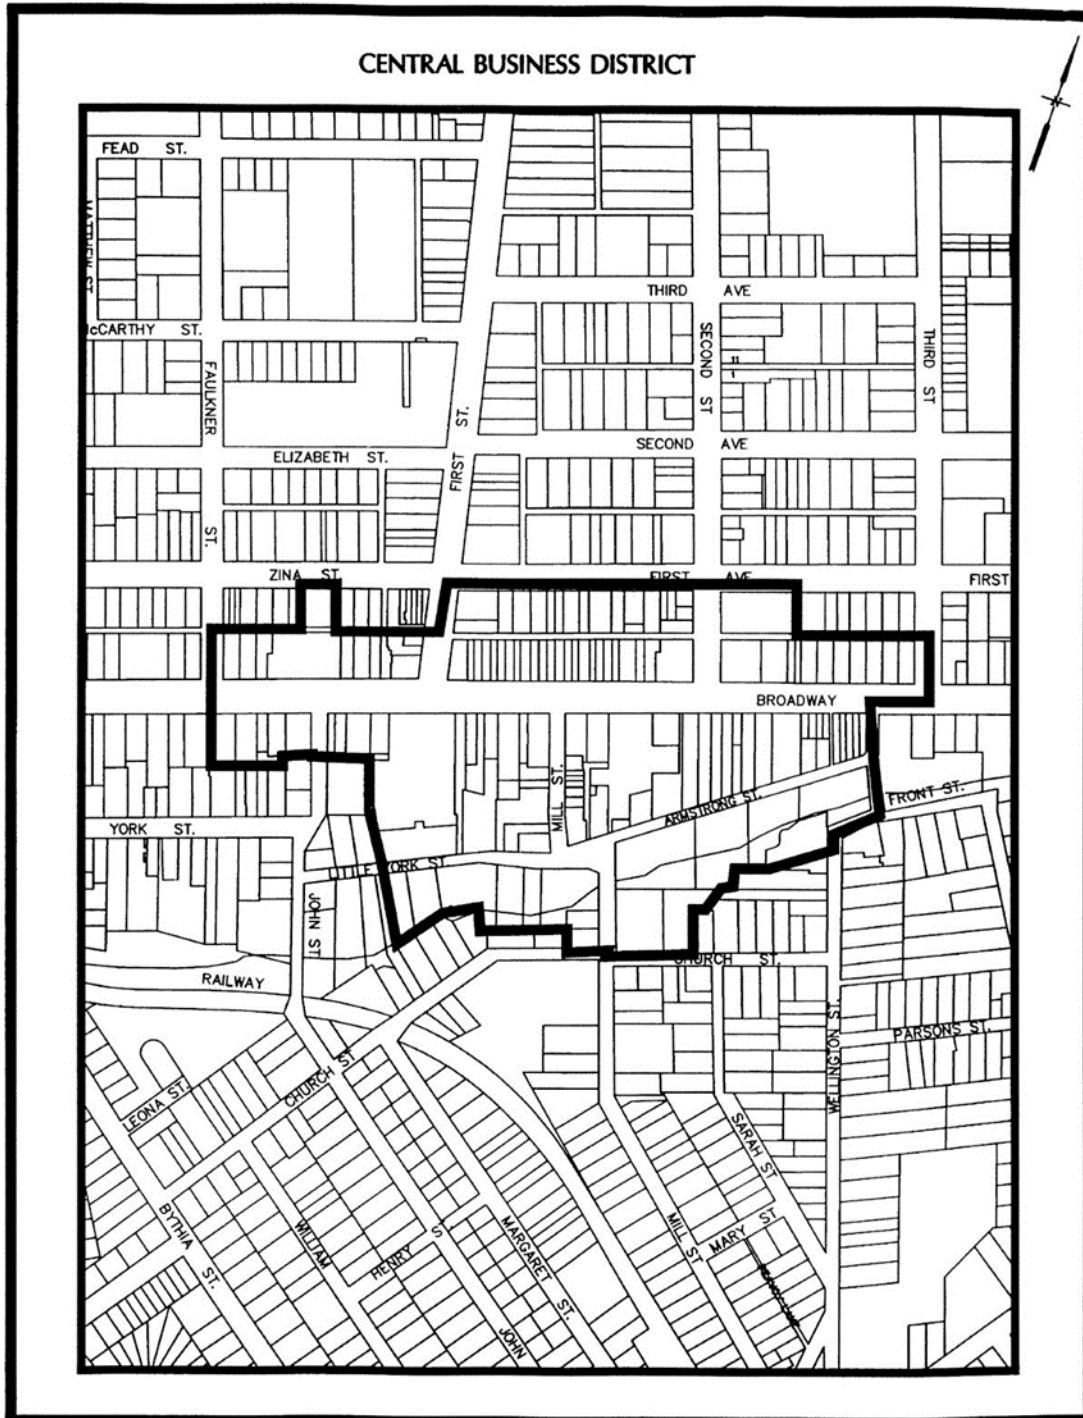 CENTRAL BUSINESS DISTRICT
N
FEAD ST.
MATTHEW ST
McCARTHY ST.
FAULKNER ST.
THIRD AVE
SECOND ST
THIRD ST
FIRST ST.
ELIZABETH ST.
SECOND AVE
ZINA ST.
FIRST AVE
FIRST
BROADWAY
YORK ST.
MILL ST.
ARMSTRONG ST.
FRONT ST.
LITTLE YORK ST
JOHN ST
RAILWAY
CHURCH ST.
PARSONS ST.
WELLINGTON ST.
LEONA ST.
CHURCH ST
SARAH ST
BYTHIA ST.
WILLIAM
HENRY S.
MARGARET ST.
MILL ST
MARY ST
JOHN